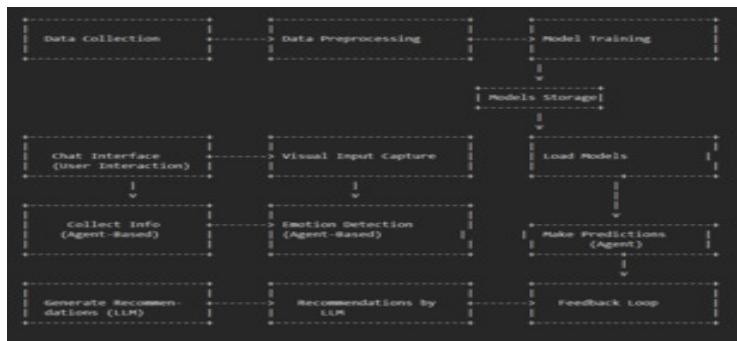 Data Collection
Data Preprocessing
Model Training
Models Storage
Chat Interface
(User Interaction)
Visual Input Capture
Load Models
Collect Info
(Agent-Based)
Emotion Detection
(Agent-Based)
Make Predictions
(Agent)
Generate Recommen-
dations (LLM)
Recommendations by
LLM
Feedback Loop